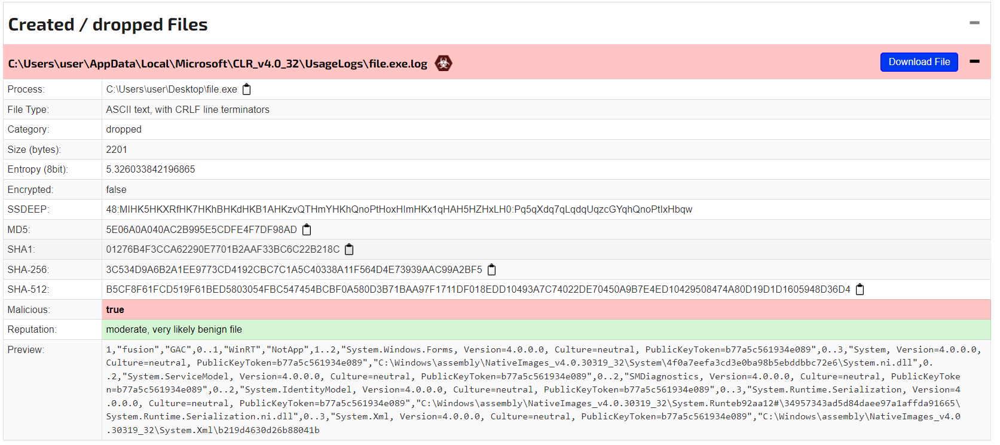 Created / dropped Files
C:\Users\user\AppData\Local\Microsoft\CLR_v4.0_32\UsageLogs\file.exe.log
Download File
Process: C:\Users\user\Desktop\file.exe
File Type: ASCII text, with CRLF line terminators
Category: dropped
Size (bytes): 2201
Entropy (8bit): 5.326033842196865
Encrypted: false
SSDEEP: 48:MIHK5HKXRfHK7HKhBHKdHKB1AHKzvQTHmYHKhQnoPtHoxHImHKx1qHAH5HZHxLH0:Pq5qXdq7qLqdqUqzcGYqhQnoPtIxHbqw
MD5: 5E06A0A040AC2B995E5CDFE4F7DF98AD
SHA1: 01276B4F3CCA62290E7701B2AAF33BC6C22B218C
SHA-256: 3C534D9A6B2A1EE9773CD4192CBC7C1A5C40338A11F564D4E73939AAC99A2BF5
SHA-512: B5CF8F61FCD519F61BED5803054FBC547454BCBF0A580D3B71BAA97F1711DF018EDD10493A7C74022DE70450A9B7E4ED10429508474A80D19D1D1605948D36D4
Malicious: true
Reputation: moderate, very likely benign file
Preview: 1,"fusion","GAC",0..1,"WinRT","NotApp",1..2,"System.Windows.Forms, Version=4.0.0.0, Culture=neutral, PublicKeyToken=b77a5c561934e089",0..3,"System, Version=4.0.0.0,
Culture=neutral, PublicKeyToken=b77a5c561934e089","C:\Windows\assembly\NativeImages_v4.0.30319_32\System\4f0a7eefa3cd3e0ba98b5ebddbbc72e6\System.ni.dll",0.
.2,"System.ServiceModel, Version=4.0.0.0, Culture=neutral, PublicKeyToken=b77a5c561934e089",0..2,"SMDiagnostics, Version=4.0.0.0, Culture=neutral, PublicKeyToke
n=b77a5c561934e089",0..2,"System.IdentityModel, Version=4.0.0.0, Culture=neutral, PublicKeyToken=b77a5c561934e089",0..3,"System.Runtime.Serialization, Version=4
.0.0.0, Culture=neutral, PublicKeyToken=b77a5c561934e089","C:\Windows\assembly\NativeImages_v4.0.30319_32\System.Runteb92aa12#\34957343ad5d84daee97a1affda91665\
System.Runtime.Serialization.ni.dll",0..3,"System.Xml, Version=4.0.0.0, Culture=neutral, PublicKeyToken=b77a5c561934e089","C:\Windows\assembly\NativeImages_v4.0
.30319_32\System.Xml\b219d4630d26b88041b